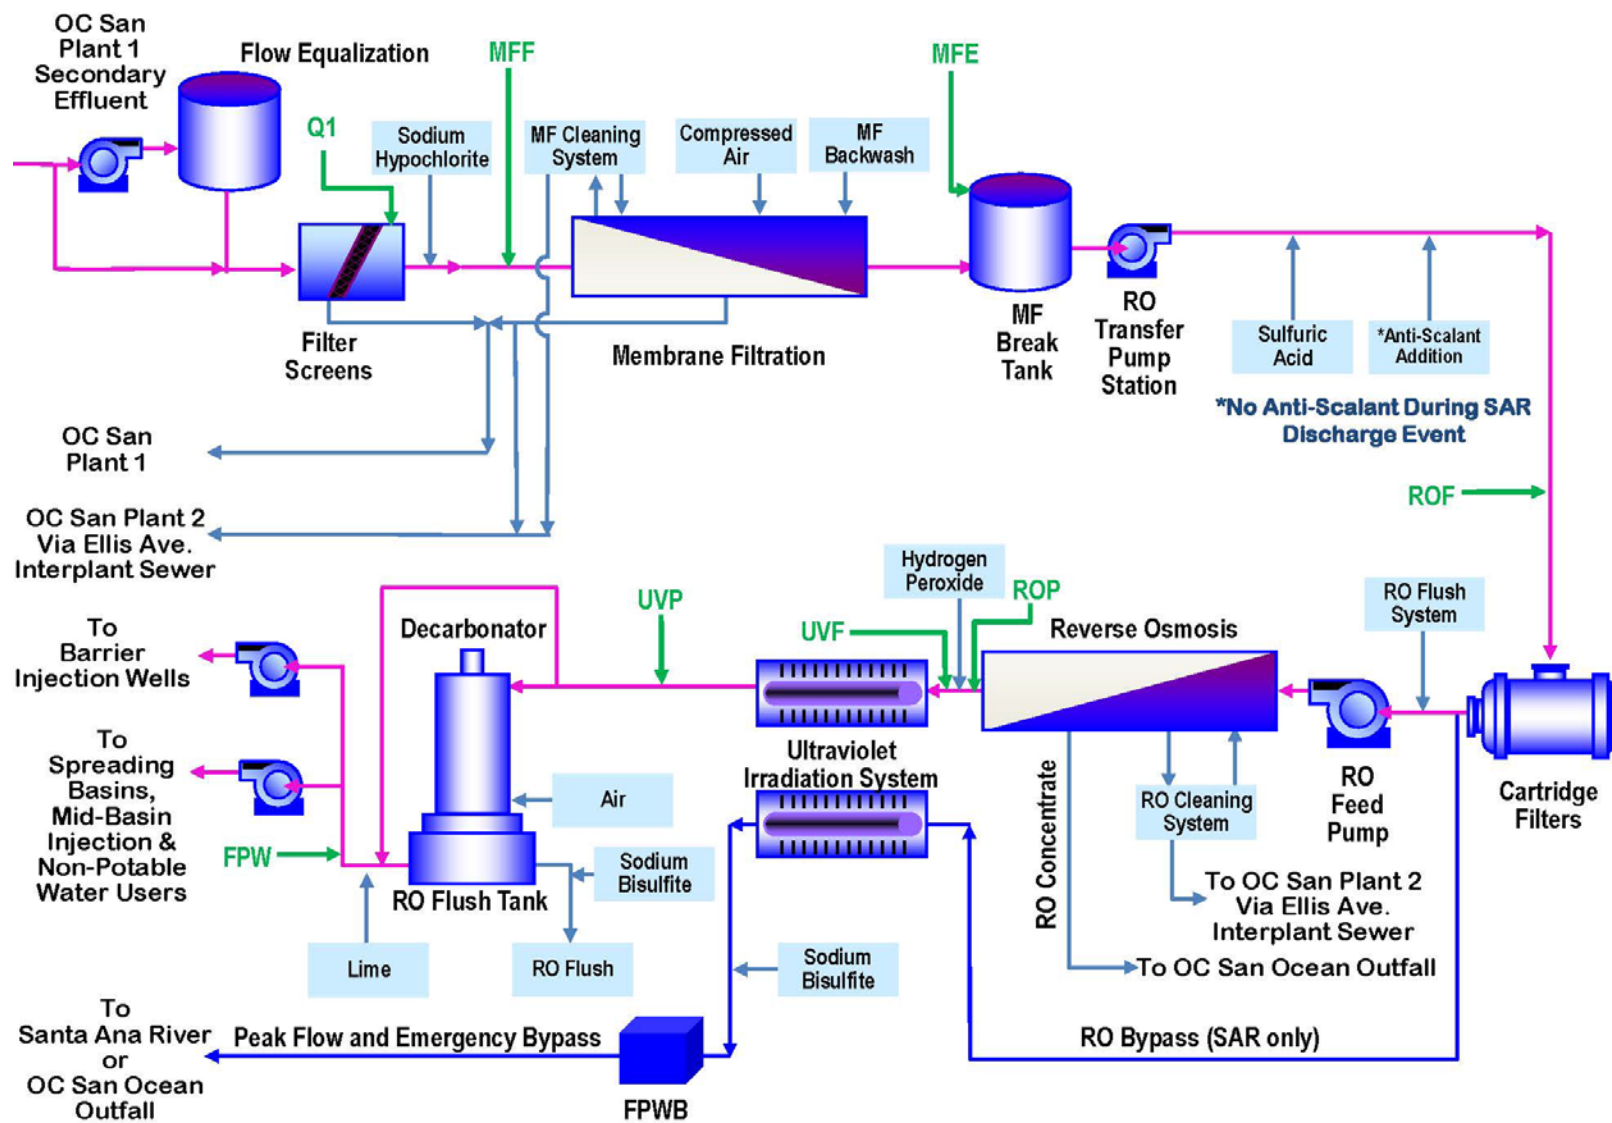 OC San
Plant 1
Secondary
Effluent
Flow Equalization
MFF
MFE
Q1
Sodium
Hypochlorite
MF Cleaning
System
Compressed
Air
MF
Backwash
Filter
Screens
Membrane Filtration
MF
Break
Tank
RO
Transfer
Pump
Station
Sulfuric
Acid
*Anti-Scalant
Addition
*No Anti-Scalant During SAR
Discharge Event
OC San
Plant 1
ROF
OC San Plant 2
Via Ellis Ave.
Interplant Sewer
Hydrogen
Peroxide
ROP
UVP
UVF
RO Flush
System
To
Barrier
Injection Wells
Decarbonator
Reverse Osmosis
To
Spreading
Basins,
Mid-Basin
Injection &
Non-Potable
Water Users
Ultraviolet
Irradiation System
Air
RO Concentrate
RO Cleaning
System
RO
Feed
Pump
Cartridge
Filters
FPW
Sodium
Bisulfite
RO Flush Tank
To OC San Plant 2
Via Ellis Ave.
Interplant Sewer
Lime
RO Flush
Sodium
Bisulfite
To OC San Ocean Outfall
To
Santa Ana River
or
OC San Ocean
Outfall
Peak Flow and Emergency Bypass
RO Bypass (SAR only)
FPWB